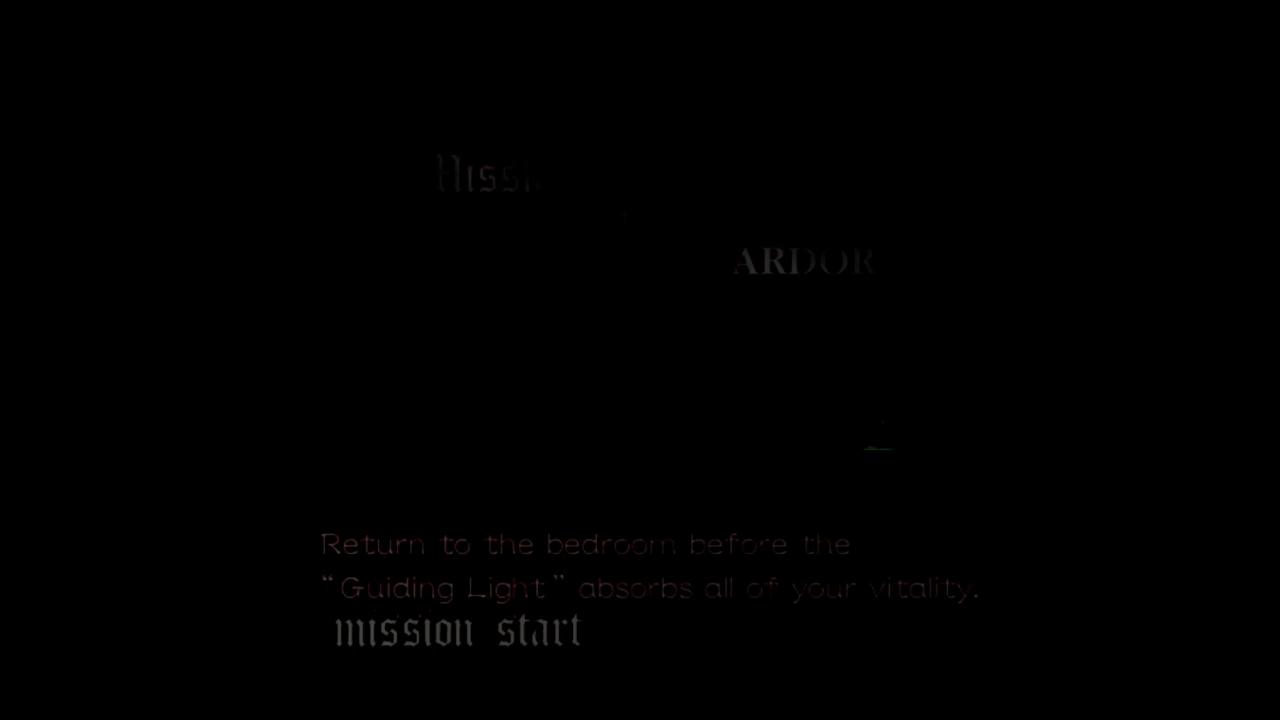 ARDOR
Return to the bedroom before the
“Guiding Light” absorbs all of your vitality.
mission start